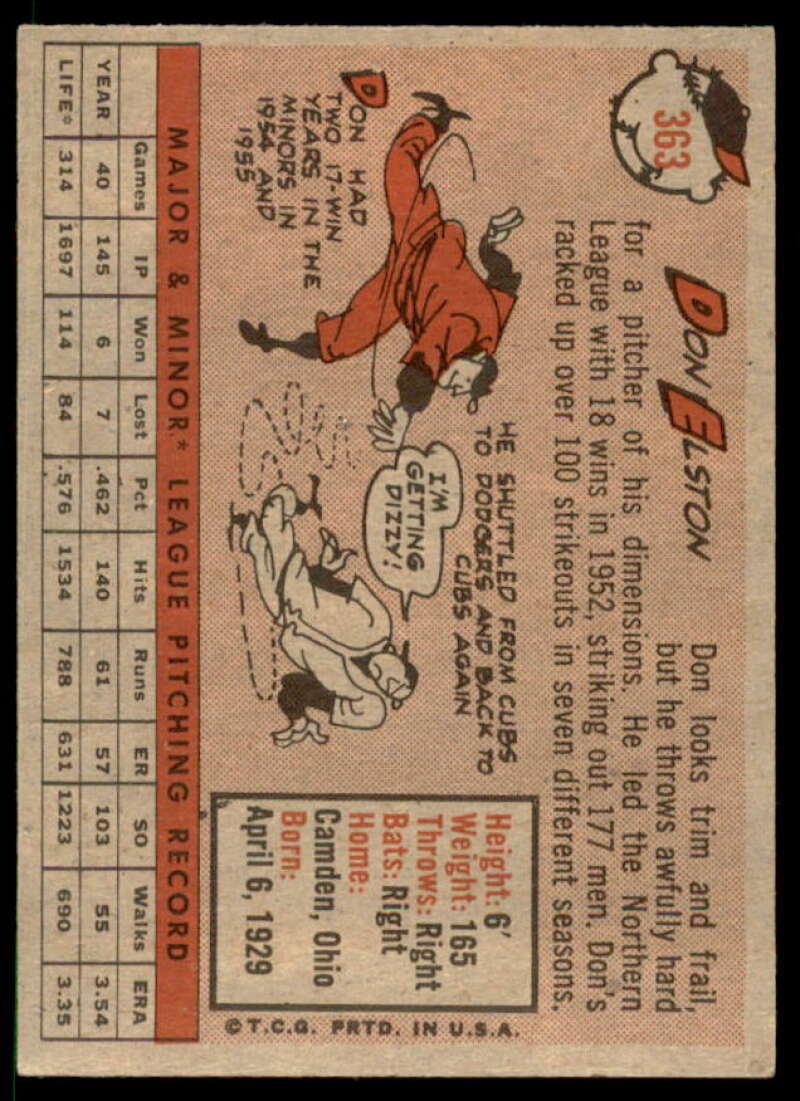 363
DON ELSTON
Don looks trim and frail,
but he throws awfully hard
for a pitcher of his dimensions. He led the Northern
League with 18 wins in 1952, striking out 177 men. Don's
racked up over 100 strikeouts in seven different seasons.
DON HAD
TWO 17-WIN
YEARS IN THE
MINORS IN
1954 AND
1955
HE SHUTTLED FROM CUBS
TO DODGERS AND BACK TO
CUBS AGAIN
I'M
GETTING
DIZZY!
Height: 6'
Weight: 165
Throws: Right
Bats: Right
Home:
Camden, Ohio
Born:
April 6, 1929
©T.C.G. PRTD. IN U.S.A.
MAJOR & MINOR* LEAGUE PITCHING RECORD
Games IP Won Lost Pct Hits Runs ER SO Walks ERA
YEAR 40 145 6 7 .462 140 61 57 103 55 3.54
LIFE* 314 1697 114 84 .576 1534 788 631 1223 690 3.35